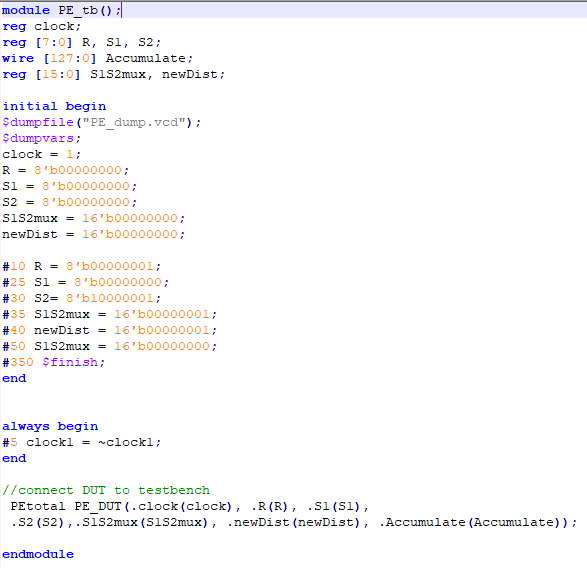 module PE_tb();
reg clock;
reg [7:0] R, S1, S2;
wire [127:0] Accumulate;
reg [15:0] S1S2mux, newDist;
initial begin
$dumpfile("PE_dump.vcd");
$dumpvars;
clock = 1;
R = 8'b00000000;
S1 = 8'b00000000;
S2 = 8'b00000000;
S1S2mux = 16'b00000000;
newDist = 16'b00000000;
#10 R = 8'b00000001;
#25 S1 = 8'b00000000;
#30 S2= 8'b10000001;
#35 S1S2mux = 16'b00000001;
#40 newDist = 16'b00000001;
#50 S1S2mux = 16'b00000000;
#350 $finish;
end
always begin
#5 clock1 = ~clock1;
end
//connect DUT to testbench
PEtotal PE_DUT(.clock(clock), .R(R), .S1(S1),
.S2(S2),.S1S2mux(S1S2mux), .newDist(newDist), .Accumulate(Accumulate));
endmodule